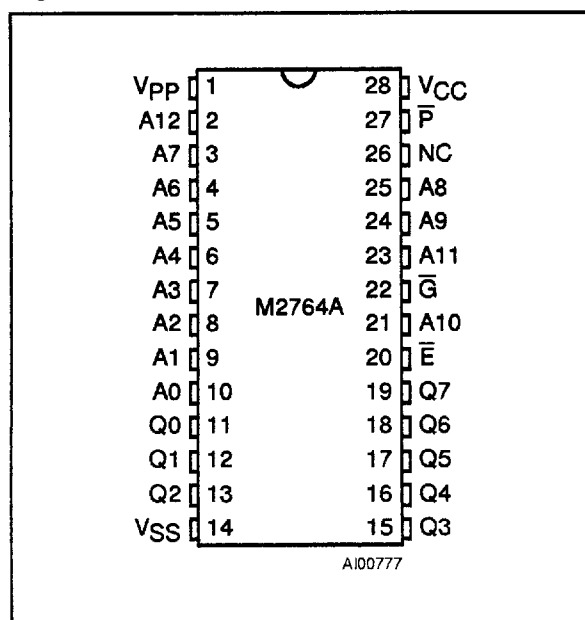 VPP 1 28 VCC
A12 2 27 P̅
A7 3 26 NC
A6 4 25 A8
A5 5 24 A9
A4 6 23 A11
A3 7 22 G̅
M2764A
A2 8 21 A10
A1 9 20 E̅
A0 10 19 Q7
Q0 11 18 Q6
Q1 12 17 Q5
Q2 13 16 Q4
VSS 14 15 Q3
AI00777